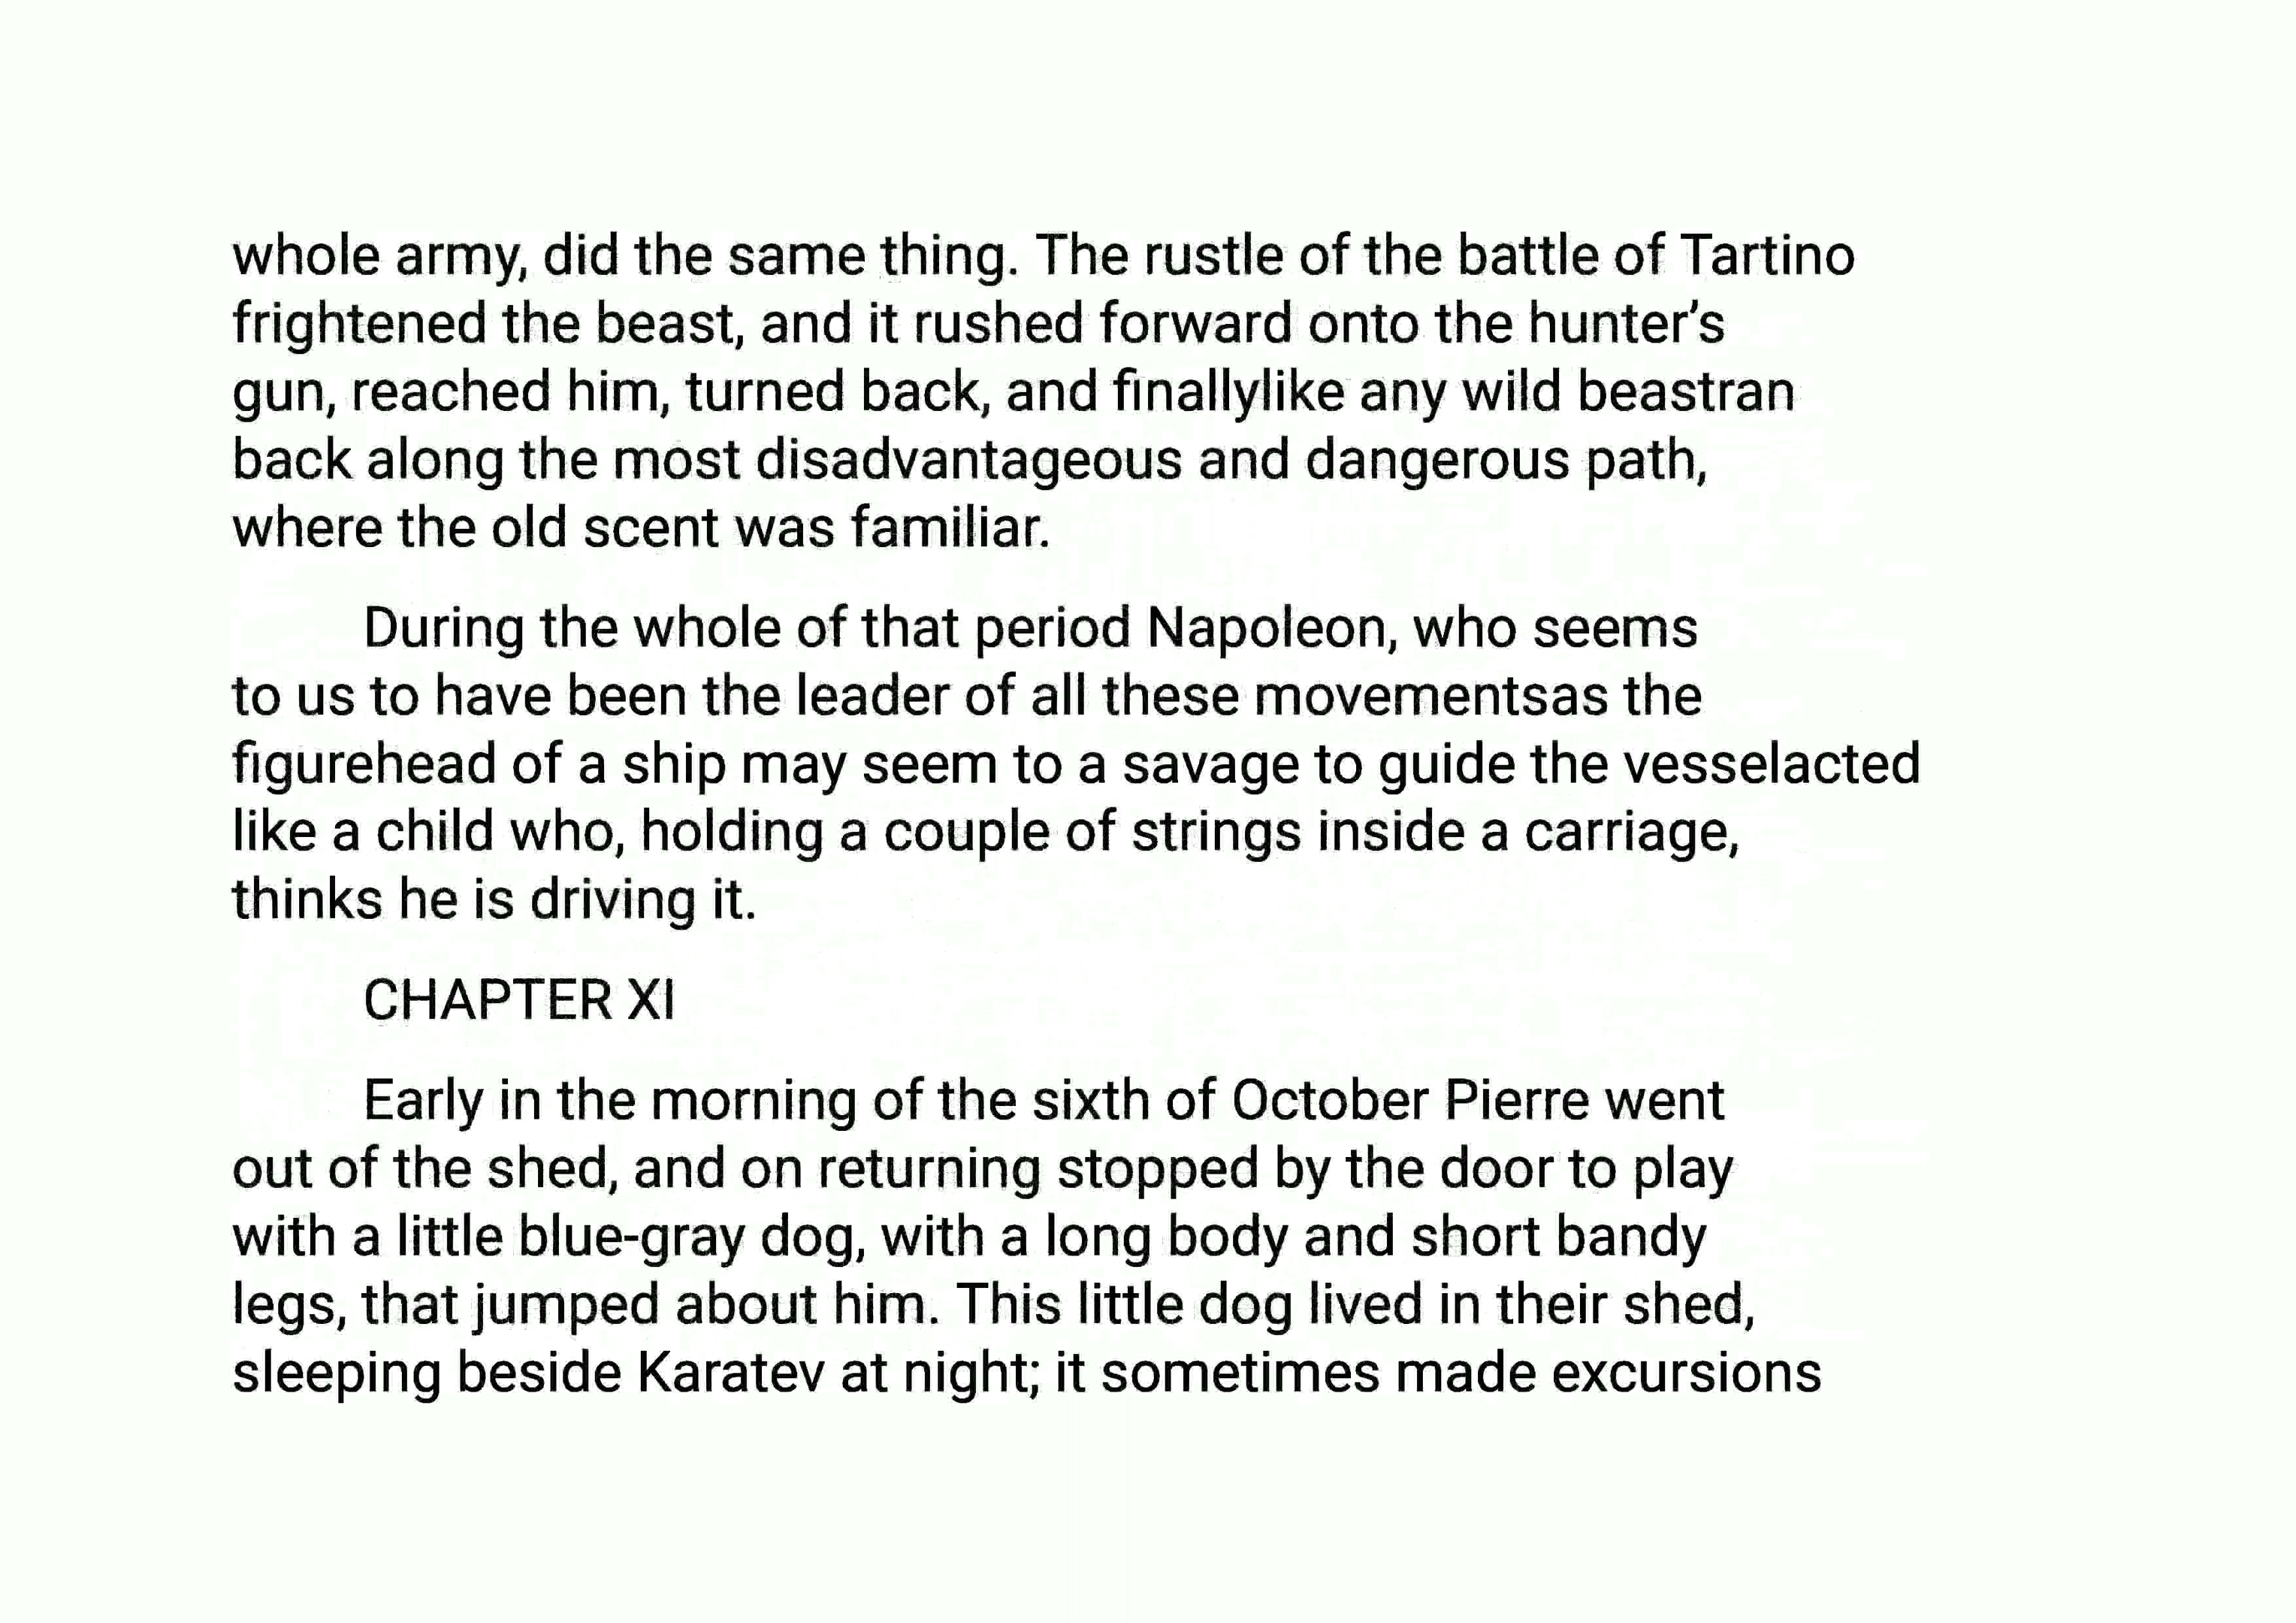 whole army, did the same thing. The rustle of the battle of Tartino
frightened the beast, and it rushed forward onto the hunter’s
gun, reached him, turned back, and finallylike any wild beastran
back along the most disadvantageous and dangerous path,
where the old scent was familiar.
During the whole of that period Napoleon, who seems
to us to have been the leader of all these movementsas the
figurehead of a ship may seem to a savage to guide the vesselacted
like a child who, holding a couple of strings inside a carriage,
thinks he is driving it.
CHAPTER XI
Early in the morning of the sixth of October Pierre went
out of the shed, and on returning stopped by the door to play
with a little blue-gray dog, with a long body and short bandy
legs, that jumped about him. This little dog lived in their shed,
sleeping beside Karatev at night; it sometimes made excursions